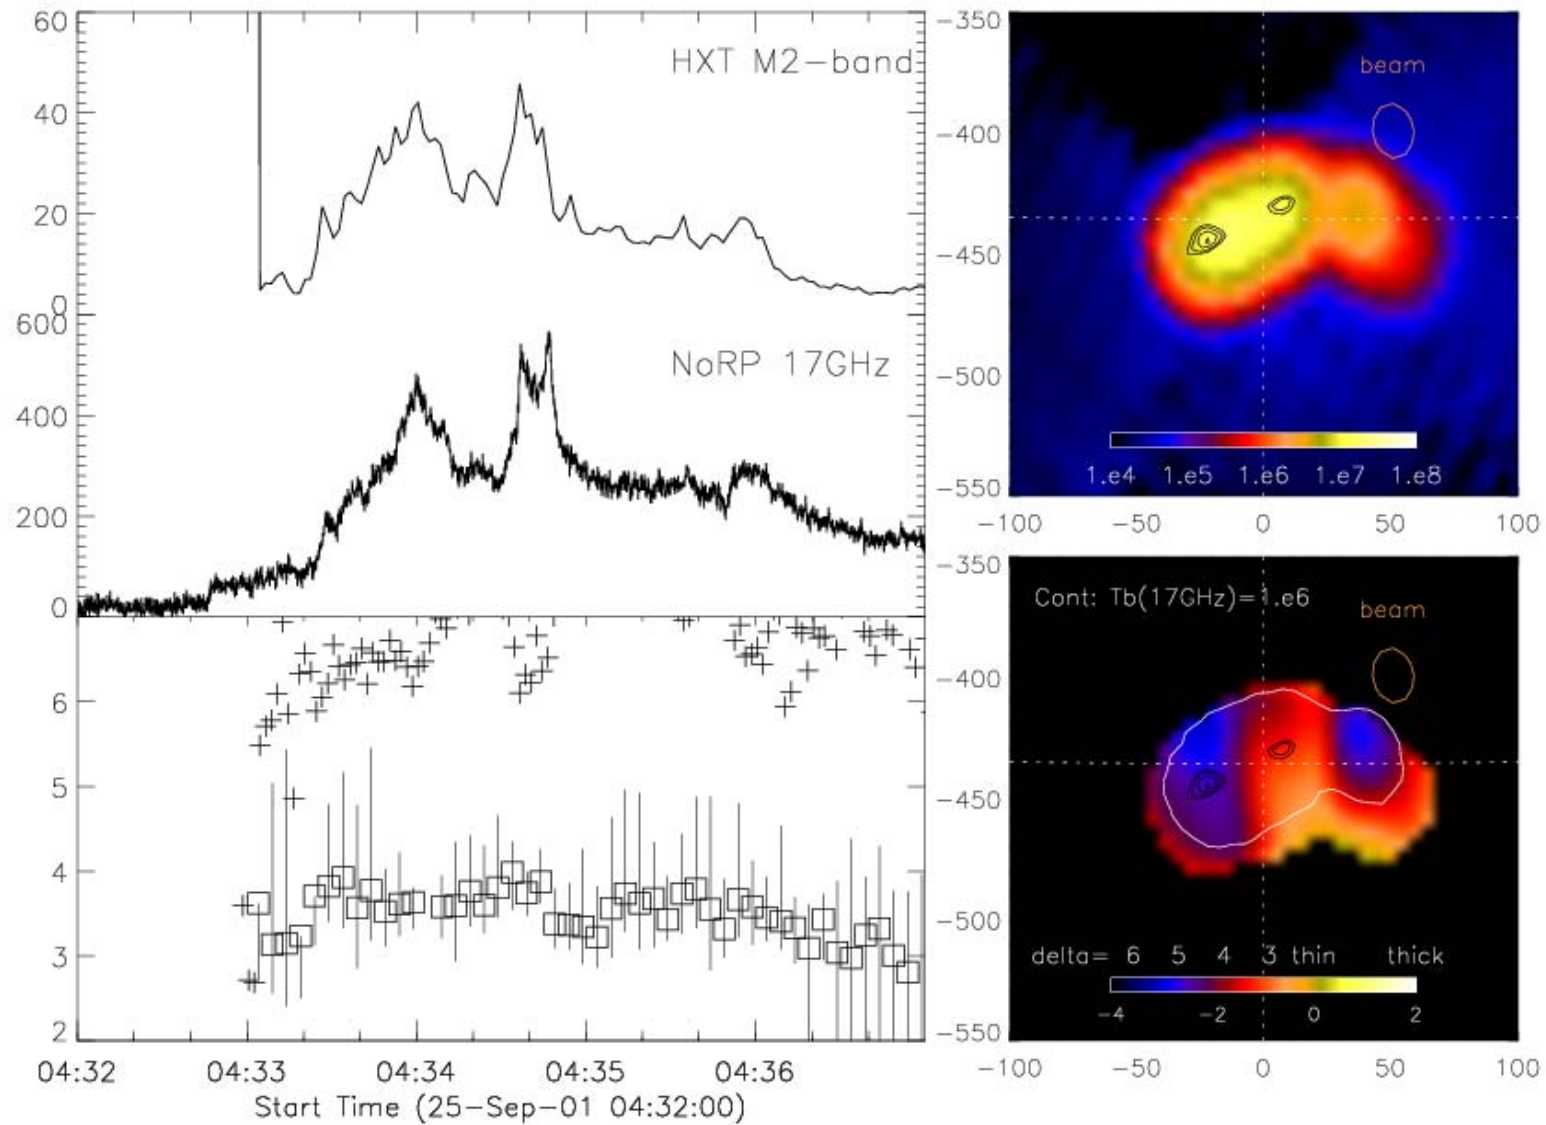 60
HXT M2-band
40
20
0
600
NoRP 17GHz
400
200
0
6
5
4
3
2
04:32 04:33 04:34 04:35 04:36
Start Time (25-Sep-01 04:32:00)
-350
beam
-400
-450
-500
1.e4 1.e5 1.e6 1.e7 1.e8
-550
-100 -50 0 50 100
-350
Cont: Tb(17GHz)=1.e6
beam
-400
-450
-500
delta= 6 5 4 3 thin thick
-4 -2 0 2
-550
-100 -50 0 50 100